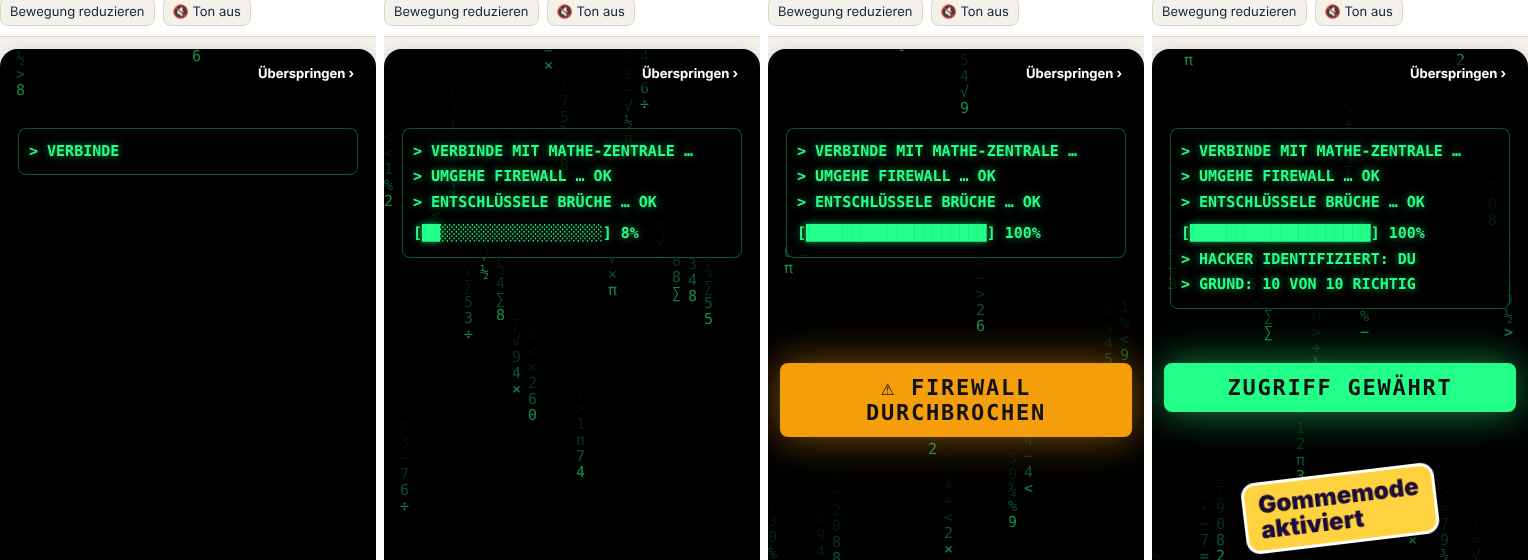 Bewegung reduzieren
🔇 Ton aus
Überspringen ›
> VERBINDE
Bewegung reduzieren
🔇 Ton aus
Überspringen ›
> VERBINDE MIT MATHE-ZENTRALE …
> UMGEHE FIREWALL … OK
> ENTSCHLÜSSELE BRÜCHE … OK
[██░░░░░░░░░░░░░░░░░░] 8%
Bewegung reduzieren
🔇 Ton aus
Überspringen ›
> VERBINDE MIT MATHE-ZENTRALE …
> UMGEHE FIREWALL … OK
> ENTSCHLÜSSELE BRÜCHE … OK
[████████████████████] 100%
⚠ FIREWALL
DURCHBROCHEN
Bewegung reduzieren
🔇 Ton aus
Überspringen ›
> VERBINDE MIT MATHE-ZENTRALE …
> UMGEHE FIREWALL … OK
> ENTSCHLÜSSELE BRÜCHE … OK
[████████████████████] 100%
> HACKER IDENTIFIZIERT: DU
> GRUND: 10 VON 10 RICHTIG
ZUGRIFF GEWÄHRT
Gommemode
aktiviert